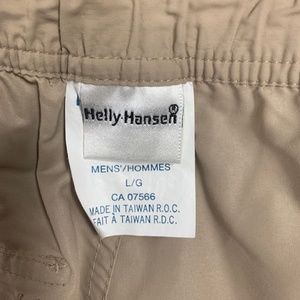 Helly·Hansen®
MENS'/HOMMES
L/G
CA 07566
MADE IN TAIWAN R.O.C.
FAIT À TAIWAN R.D.C.